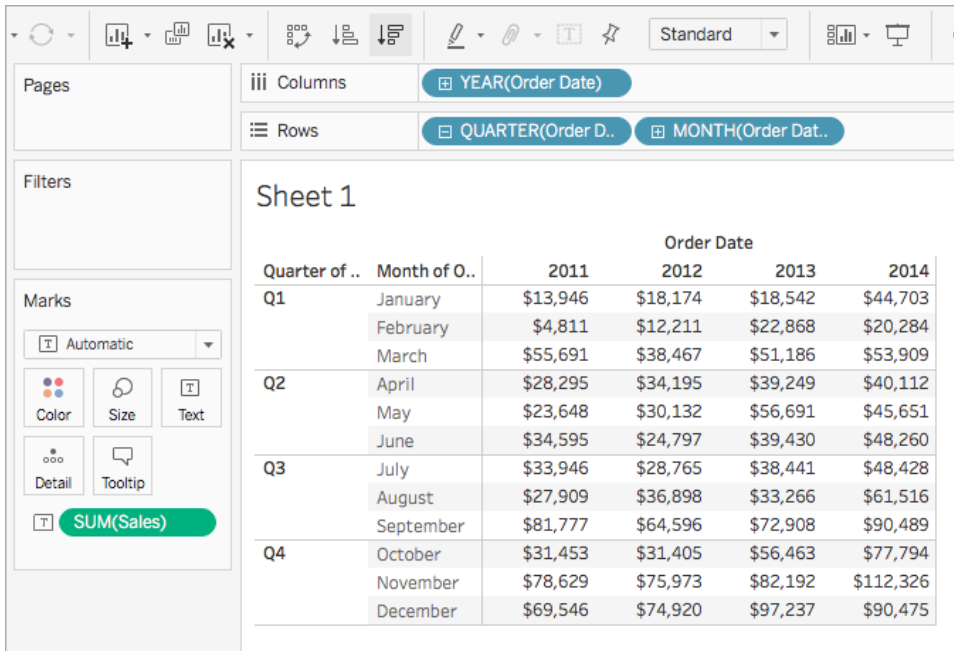 Standard
Pages
Columns
YEAR(Order Date)
Rows
QUARTER(Order D..
MONTH(Order Dat..
Filters
Sheet 1
Order Date
Quarter of .. Month of O.. 2011 2012 2013 2014
Q1 January $13,946 $18,174 $18,542 $44,703
February $4,811 $12,211 $22,868 $20,284
March $55,691 $38,467 $51,186 $53,909
Q2 April $28,295 $34,195 $39,249 $40,112
May $23,648 $30,132 $56,691 $45,651
June $34,595 $24,797 $39,430 $48,260
Q3 July $33,946 $28,765 $38,441 $48,428
August $27,909 $36,898 $33,266 $61,516
September $81,777 $64,596 $72,908 $90,489
Q4 October $31,453 $31,405 $56,463 $77,794
November $78,629 $75,973 $82,192 $112,326
December $69,546 $74,920 $97,237 $90,475
Marks
T Automatic
Color Size T Text
Detail Tooltip
T SUM(Sales)